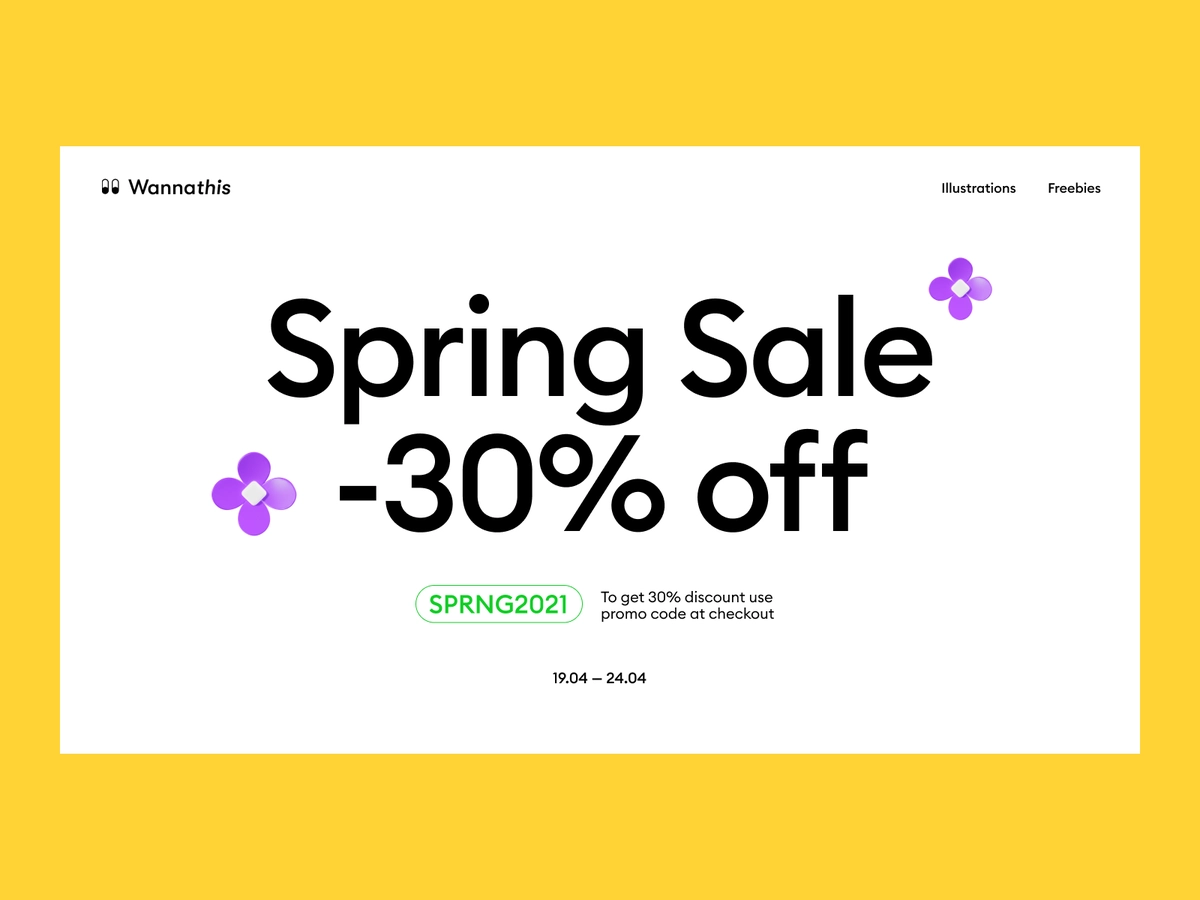 Wannathis
Illustrations
Freebies
Spring Sale
-30% off
SPRNG2021
To get 30% discount use
promo code at checkout
19.04 — 24.04